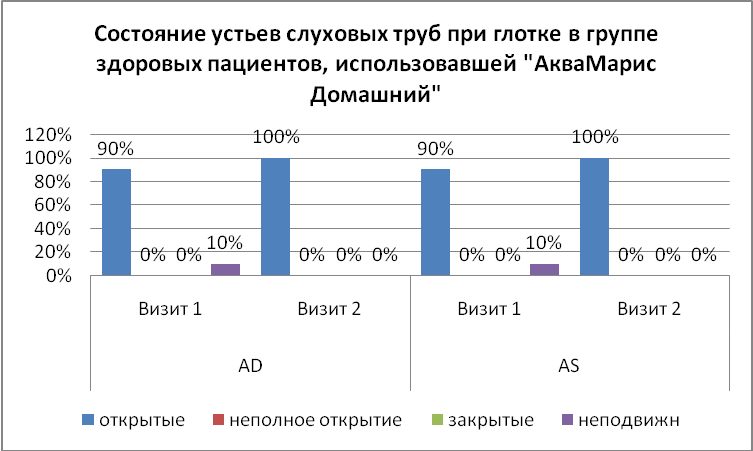 Состояние устьев слуховых труб при глотке в группе
здоровых пациентов, использовавшей "АкваМарис
Домашний"
120%
100%
80%
60%
40%
20%
0%
90% 0% 0% 10% 100% 0% 0% 0% 90% 0% 0% 10% 100% 0% 0% 0%
Визит 1 Визит 2 Визит 1 Визит 2
AD AS
открытые неполное открытие закрытые неподвижн